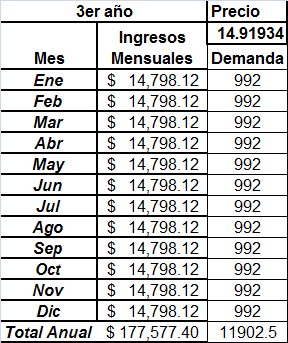 3er año Precio
Ingresos 14.91934
Mes Mensuales Demanda
Ene $ 14,798.12 992
Feb $ 14,798.12 992
Mar $ 14,798.12 992
Abr $ 14,798.12 992
May $ 14,798.12 992
Jun $ 14,798.12 992
Jul $ 14,798.12 992
Ago $ 14,798.12 992
Sep $ 14,798.12 992
Oct $ 14,798.12 992
Nov $ 14,798.12 992
Dic $ 14,798.12 992
Total Anual $ 177,577.40 11902.5